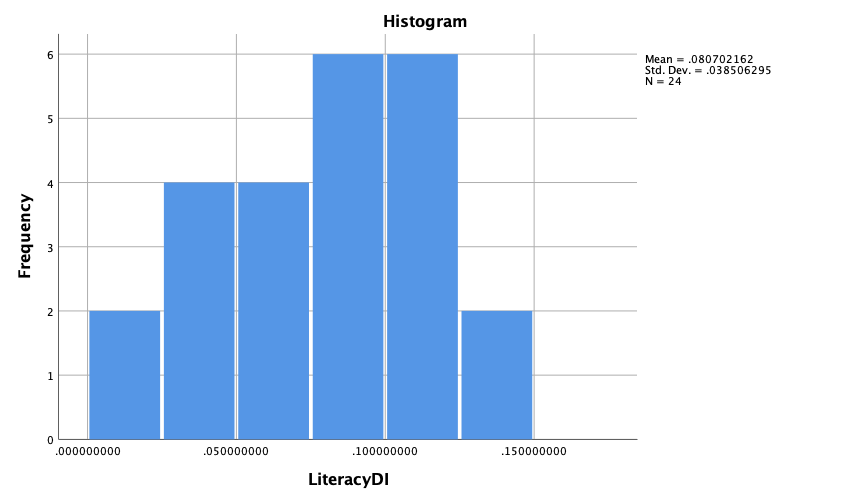 Histogram
Mean = .080702162
Std. Dev. = .038506295
N = 24
Frequency
6
5
4
3
2
1
0
.000000000 .050000000 .100000000 .150000000
LiteracyDI